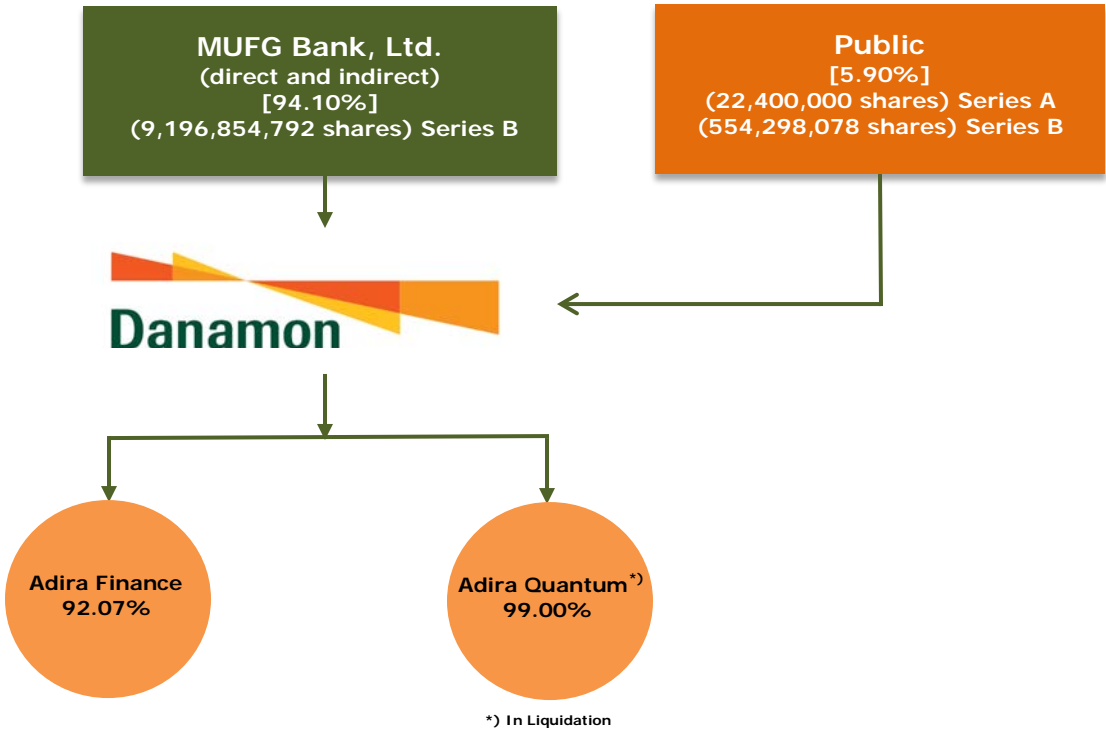 MUFG Bank, Ltd.
(direct and indirect)
[94.10%]
(9,196,854,792 shares) Series B
Public
[5.90%]
(22,400,000 shares) Series A
(554,298,078 shares) Series B
Danamon
Adira Finance
92.07%
Adira Quantum*)
99.00%
*) In Liquidation